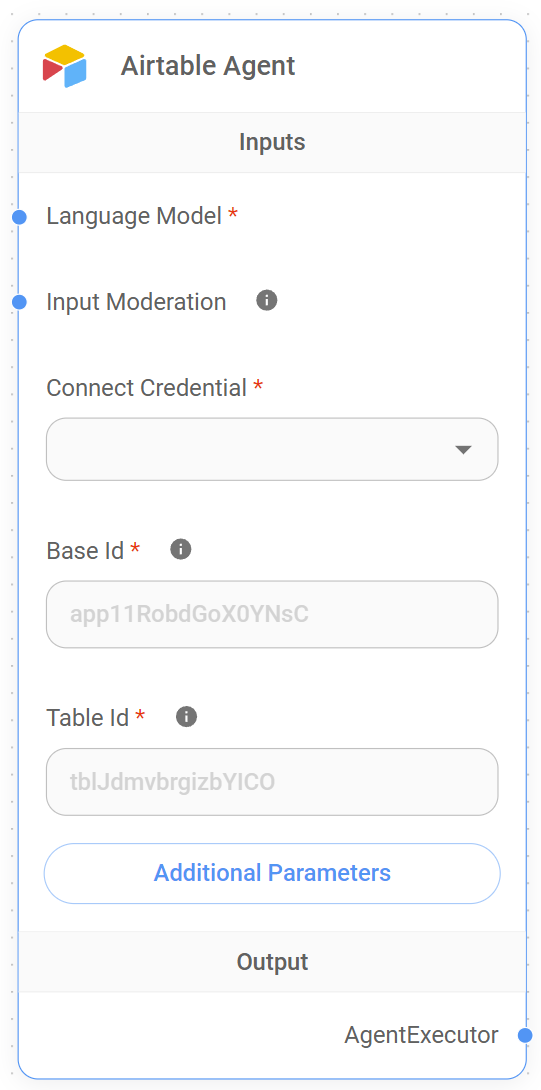 Airtable Agent
Inputs
Language Model *
Input Moderation
Connect Credential *
Base Id *
app11RobdGoX0YNsC
Table Id *
tblJdmvbrgizbYICO
Additional Parameters
Output
AgentExecutor